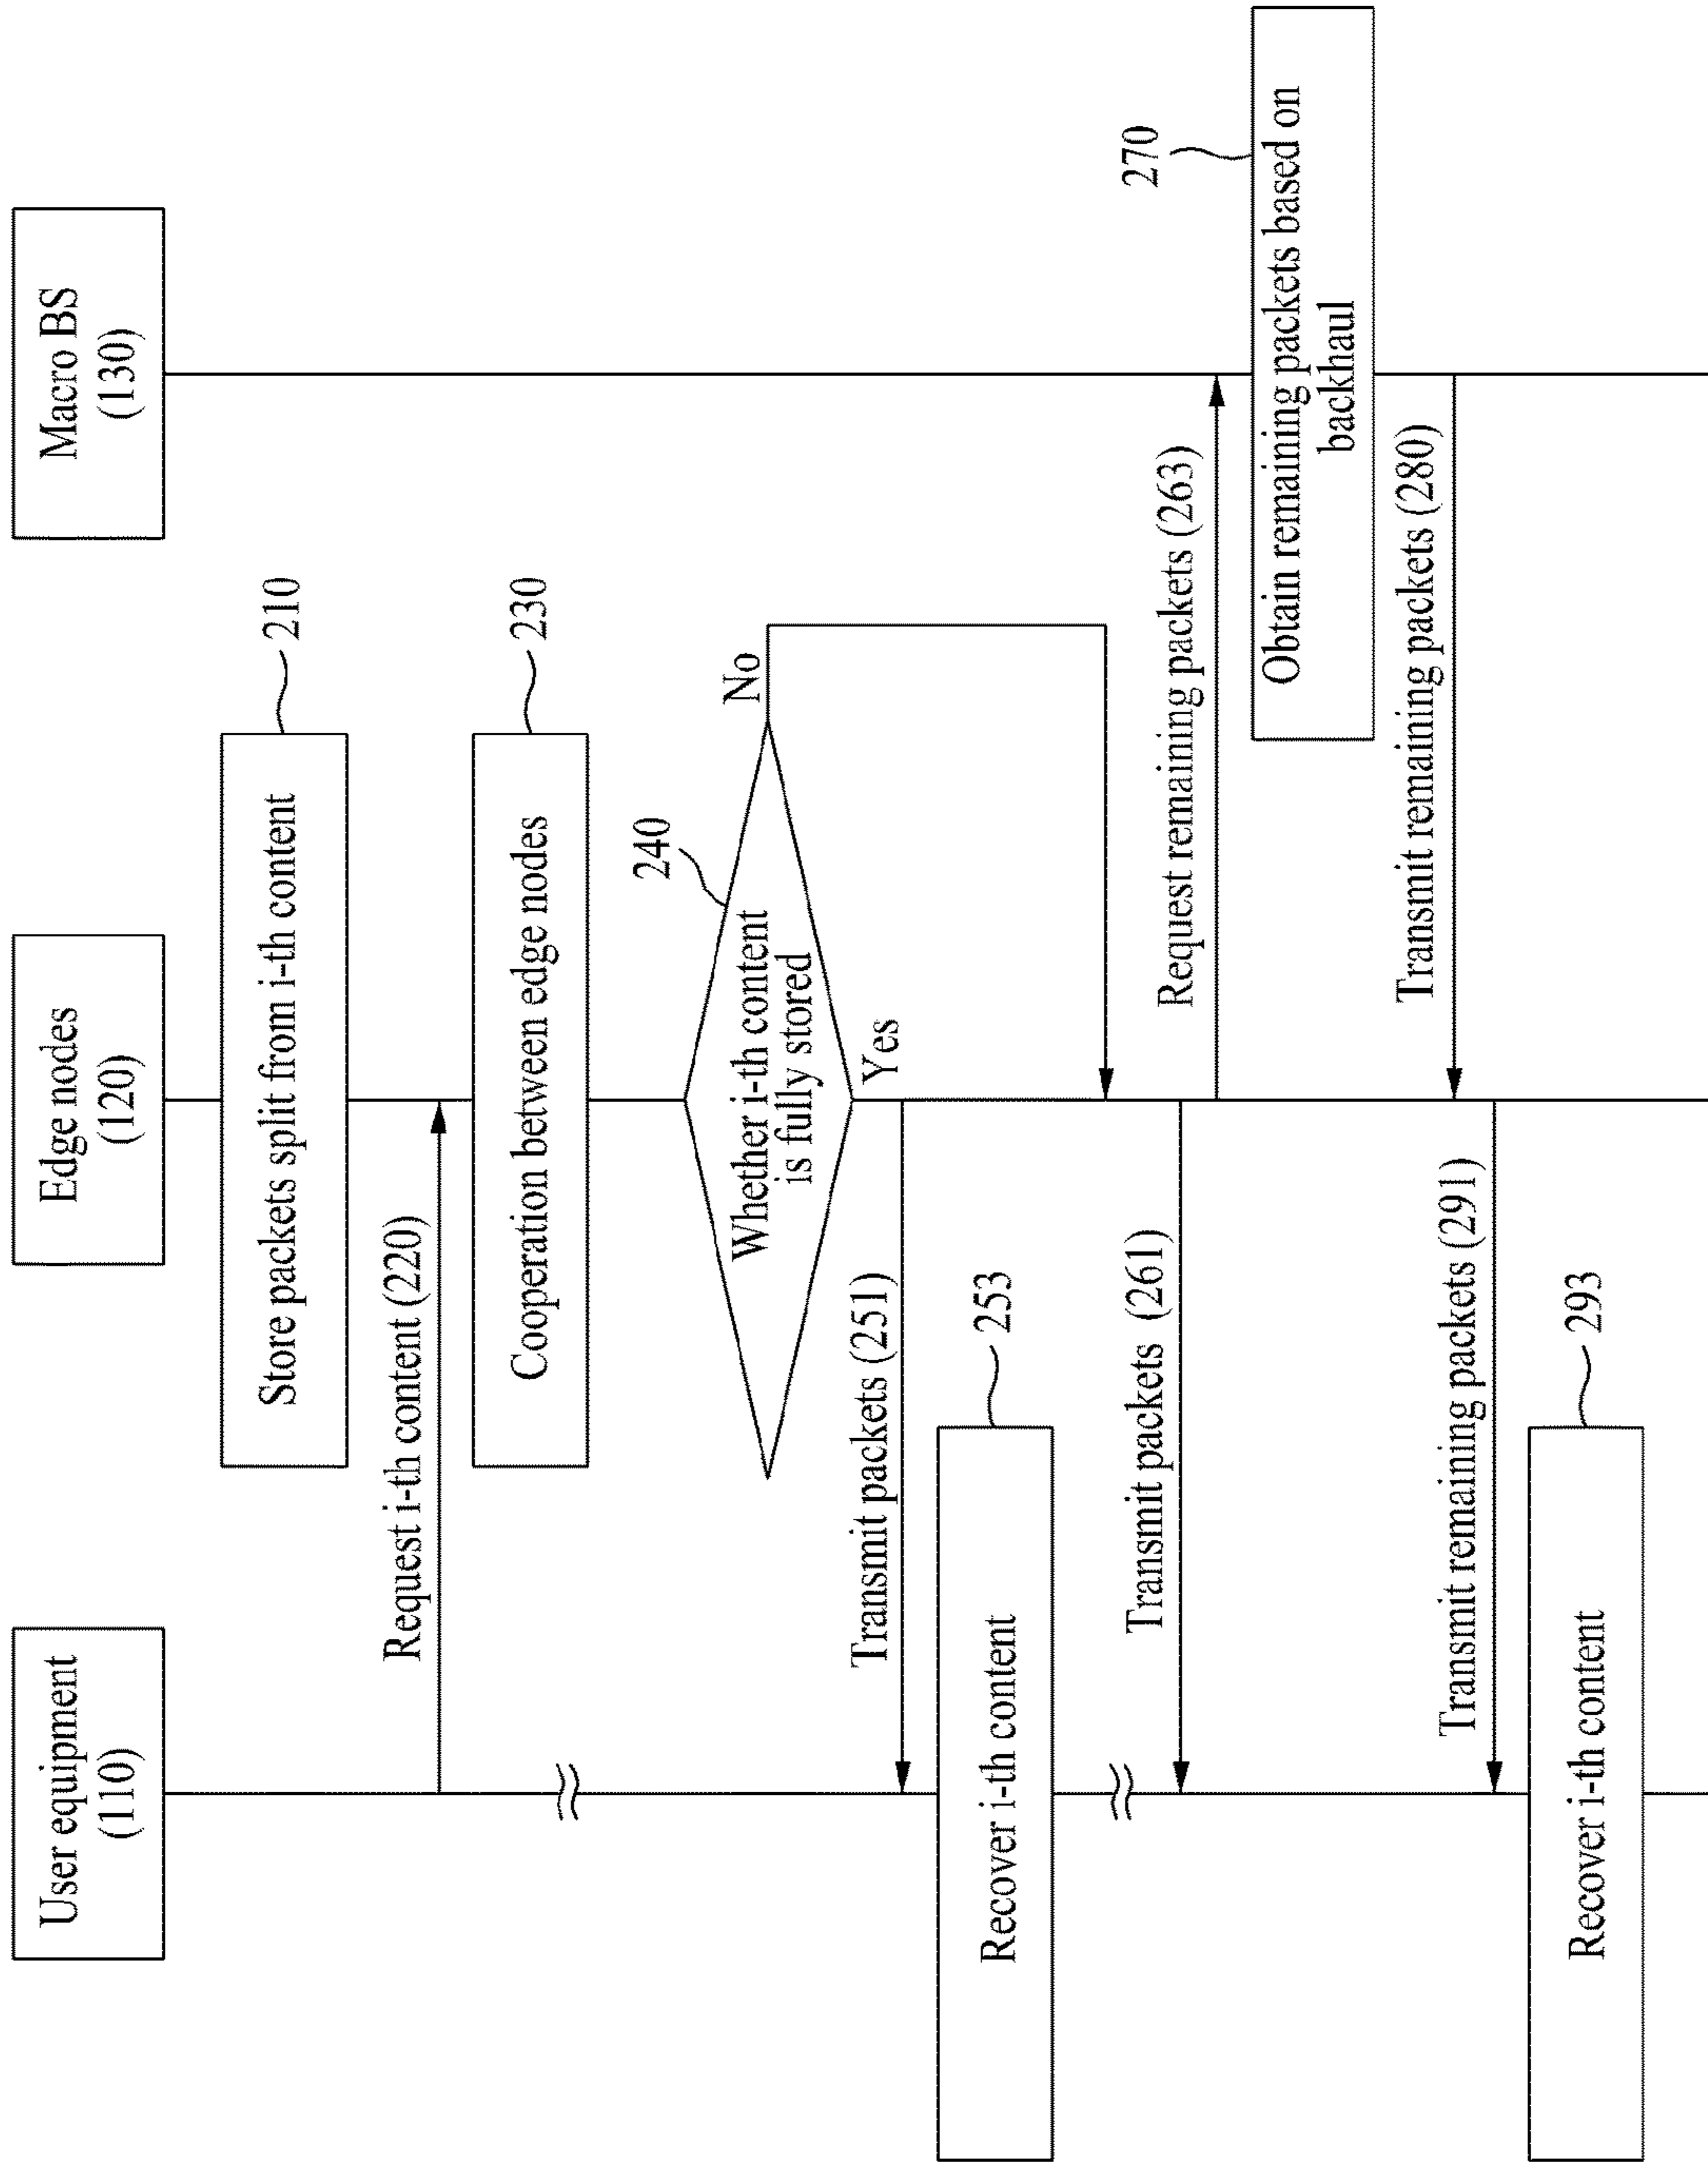 User equipment
(110)
Edge nodes
(120)
Macro BS
(130)
Store packets split from i-th content
210
Request i-th content (220)
Cooperation between edge nodes
230
240
Whether i-th content
is fully stored
No
Yes
Transmit packets (251)
Recover i-th content
253
Transmit packets (261)
Request remaining packets (263)
270
Obtain remaining packets based on
backhaul
Transmit remaining packets (280)
Transmit remaining packets (291)
Recover i-th content
293